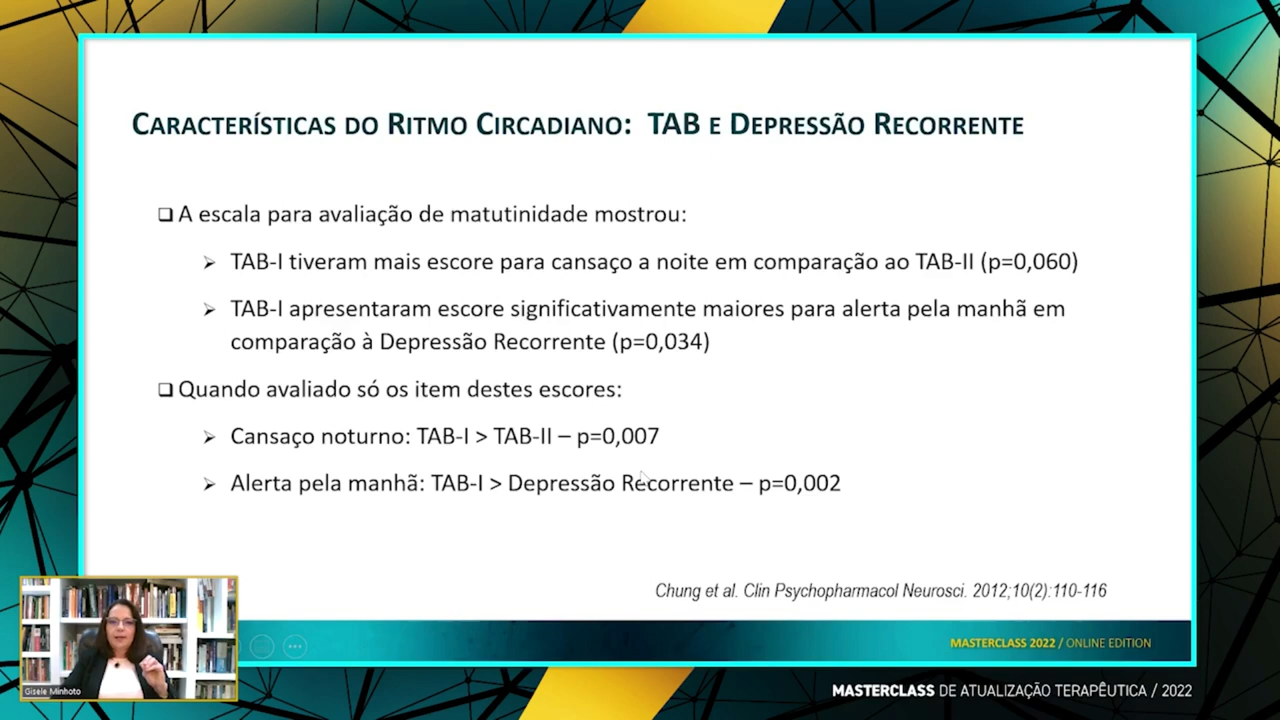 CARACTERÍSTICAS DO RITMO CIRCADIANO: TAB E DEPRESSÃO RECORRENTE
A escala para avaliação de matutinidade mostrou:
TAB-I tiveram mais escore para cansaço a noite em comparação ao TAB-II (p=0,060)
TAB-I apresentaram escore significativamente maiores para alerta pela manhã em
comparação à Depressão Recorrente (p=0,034)
Quando avaliado só os item destes escores:
Cansaço noturno: TAB-I > TAB-II – p=0,007
Alerta pela manhã: TAB-I > Depressão Recorrente – p=0,002
Chung et al. Clin Psychopharmacol Neurosci. 2012;10(2):110-116
MASTERCLASS 2022 / ONLINE EDITION
Gisele Minhoto
MASTERCLASS DE ATUALIZAÇÃO TERAPÊUTICA / 2022